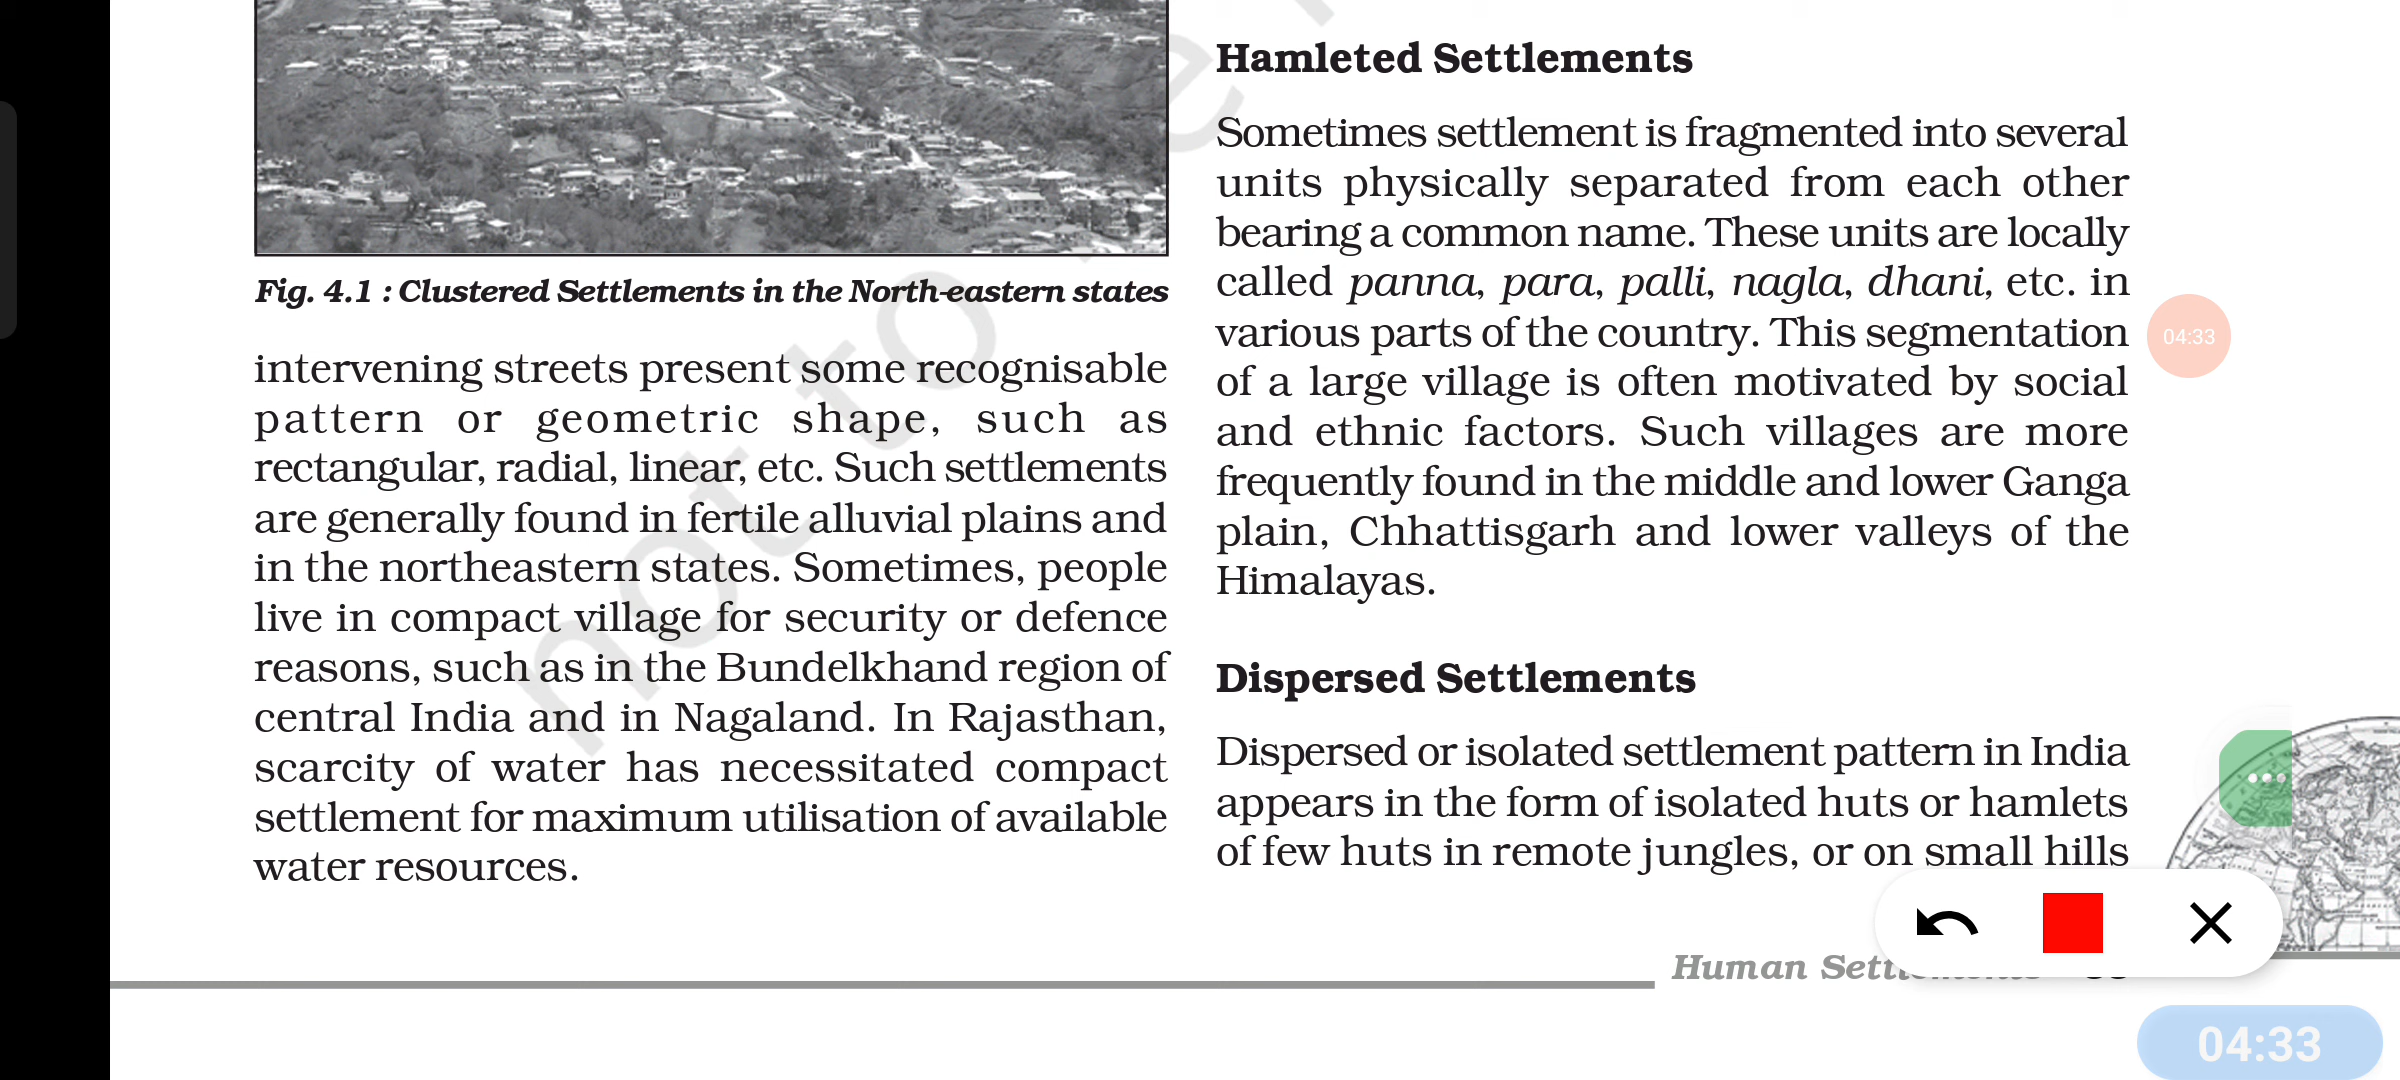 Fig. 4.1 : Clustered Settlements in the North-eastern states
intervening streets present some recognisable
pattern or geometric shape, such as
rectangular, radial, linear, etc. Such settlements
are generally found in fertile alluvial plains and
in the northeastern states. Sometimes, people
live in compact village for security or defence
reasons, such as in the Bundelkhand region of
central India and in Nagaland. In Rajasthan,
scarcity of water has necessitated compact
settlement for maximum utilisation of available
water resources.
Hamleted Settlements
Sometimes settlement is fragmented into several
units physically separated from each other
bearing a common name. These units are locally
called panna, para, palli, nagla, dhani, etc. in
various parts of the country. This segmentation
of a large village is often motivated by social
and ethnic factors. Such villages are more
frequently found in the middle and lower Ganga
plain, Chhattisgarh and lower valleys of the
Himalayas.
Dispersed Settlements
Dispersed or isolated settlement pattern in India
appears in the form of isolated huts or hamlets
of few huts in remote jungles, or on small hills
Human
not to
04:33
04:33